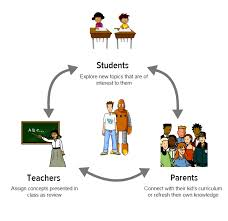 Students
Explore new topics that are of
interest to them
ABC...
Teachers
Assign concepts presented in
class as review
Parents
Connect with their kid's curriculum
or refresh their own knowledge